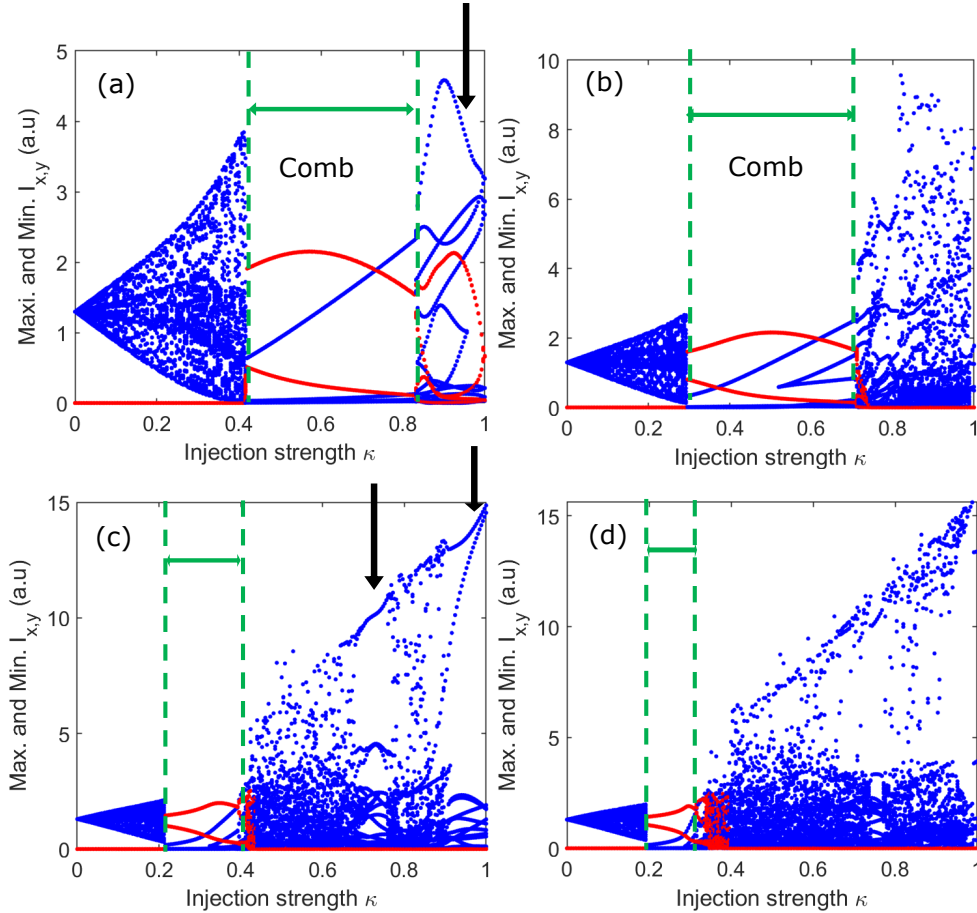 (a)
Comb
Maxi. and Min. I_x,y (a.u)
5
4
3
2
1
0
0 0.2 0.4 0.6 0.8 1
Injection strength κ
(b)
Comb
Max. and Min. I_x,y (a.u)
10
8
6
4
2
0
0 0.2 0.4 0.6 0.8 1
Injection strength κ
(c)
Max. and Min. I_x,y (a.u)
15
10
5
0
0 0.2 0.4 0.6 0.8 1
Injection strength κ
(d)
Max. and Min. I_x,y (a.u)
15
10
5
0
0 0.2 0.4 0.6 0.8 1
Injection strength κ